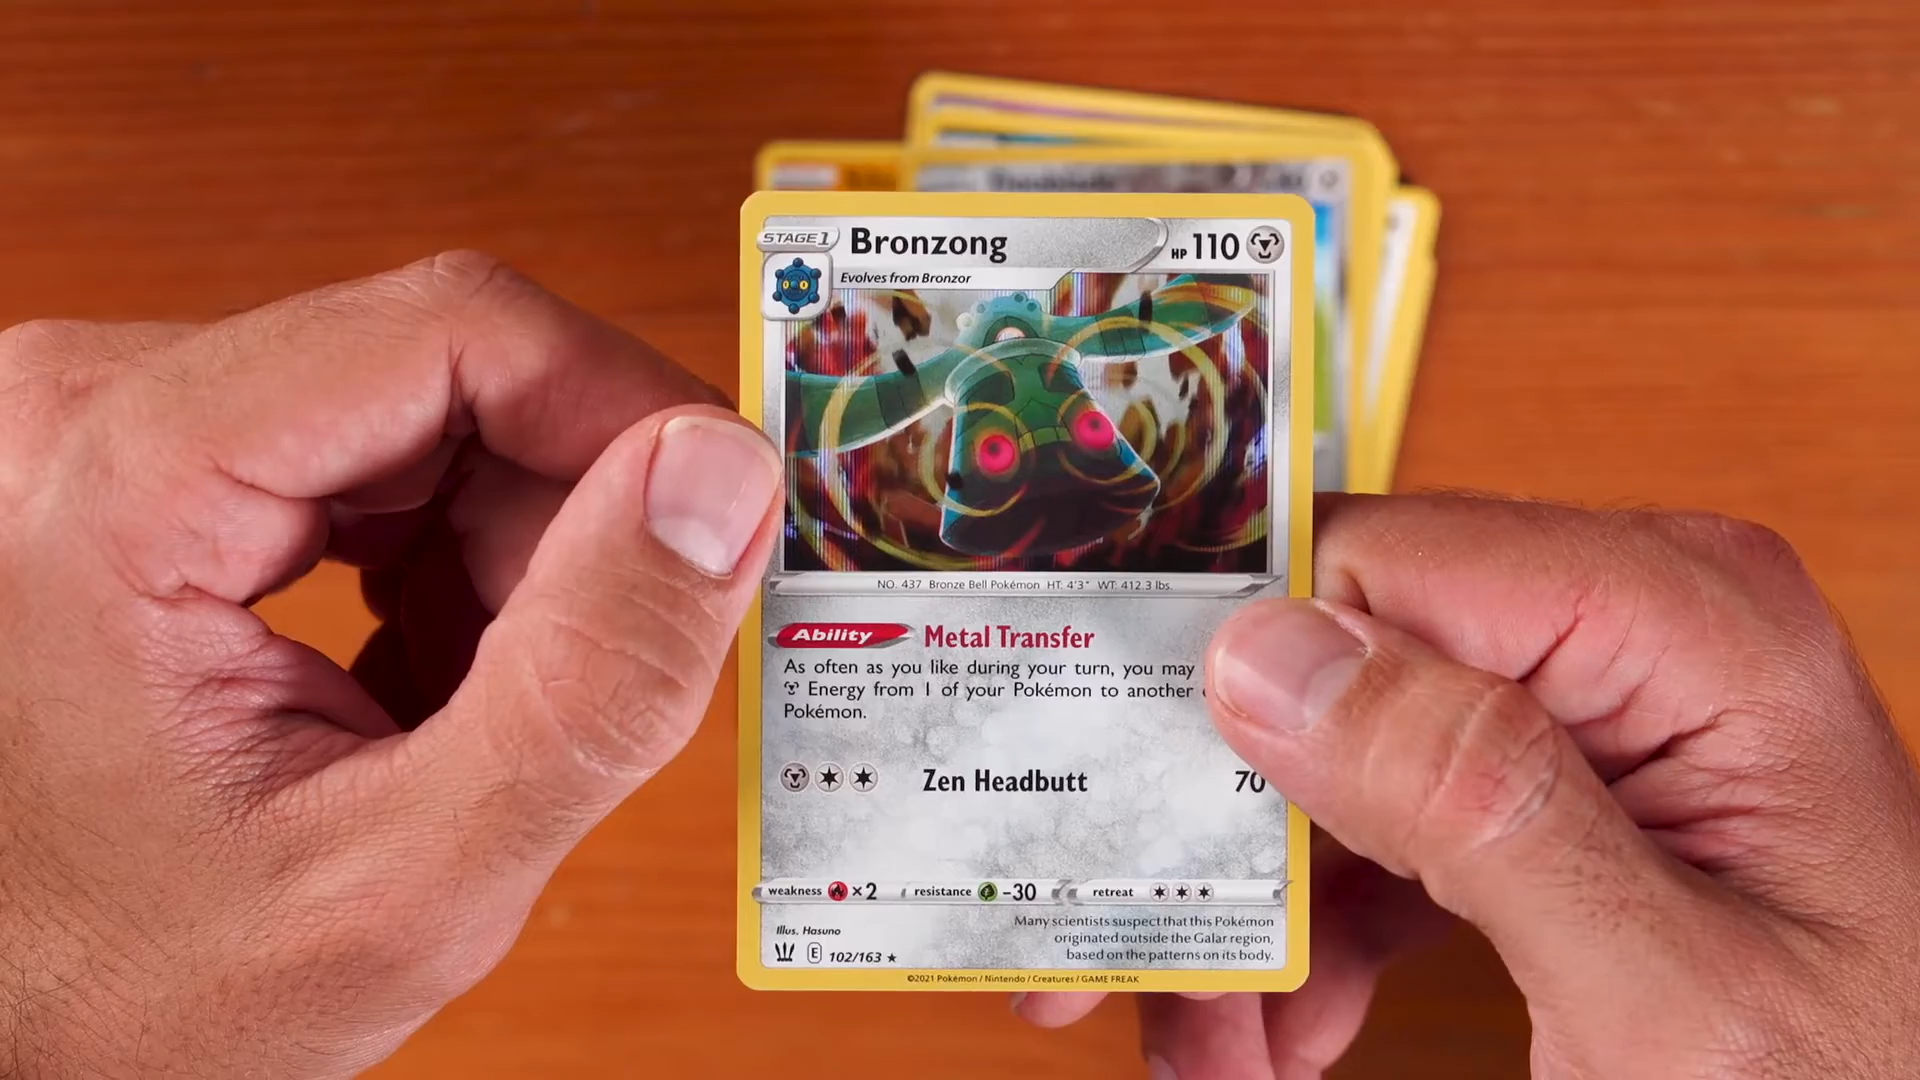 STAGE 1
Bronzong
HP 110
Evolves from Bronzor
NO. 437 Bronze Bell Pokémon HT: 4'3" WT: 412.3 lbs.
Ability Metal Transfer
As often as you like during your turn, you may
Energy from 1 of your Pokémon to another
Pokémon.
Zen Headbutt 70
weakness ×2 resistance -30 retreat
Illus. Hasuno
E 102/163
Many scientists suspect that this Pokémon
originated outside the Galar region,
based on the patterns on its body.
©2021 Pokémon / Nintendo / Creatures / GAME FREAK